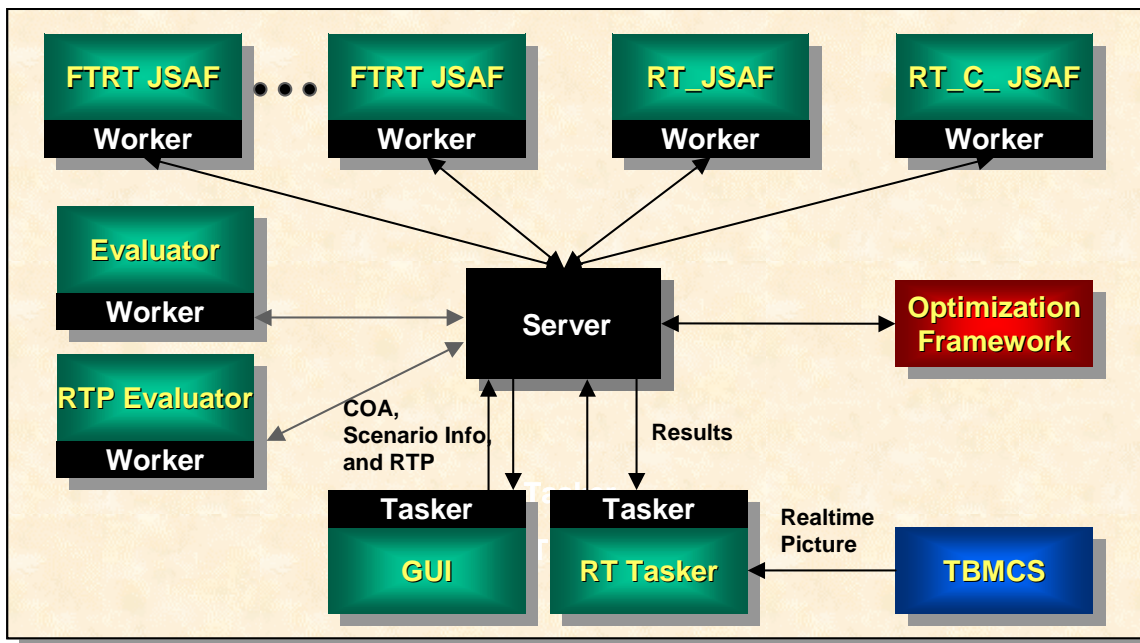 FTRT JSAF
FTRT JSAF
RT_JSAF
RT_C_ JSAF
Worker
Worker
Worker
Worker
Evaluator
Worker
Server
Optimization
Framework
RTP Evaluator
Worker
COA,
Scenario Info,
and RTP
Results
Tasker
Tasker
GUI
RT Tasker
Realtime
Picture
TBMCS